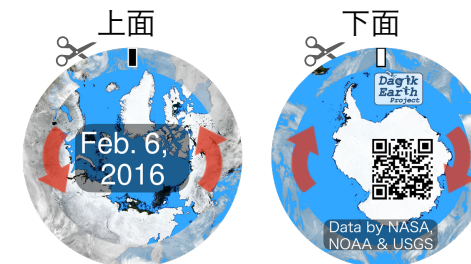 上面
下面
Dagik
Earth
Project
Feb. 6,
2016
Data by NASA,
NOAA & USGS